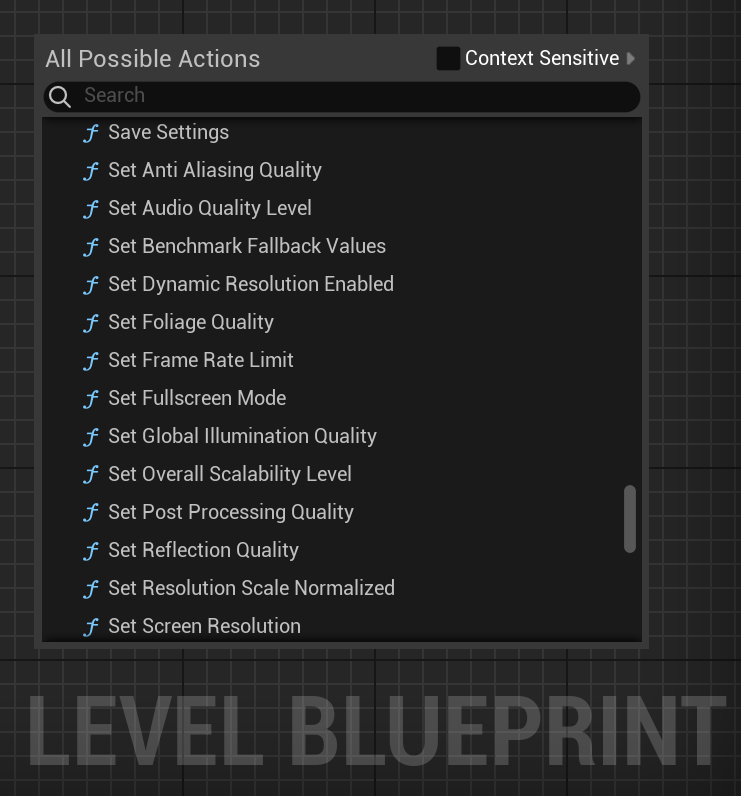 All Possible Actions
Context Sensitive
Search
Save Settings
Set Anti Aliasing Quality
Set Audio Quality Level
Set Benchmark Fallback Values
Set Dynamic Resolution Enabled
Set Foliage Quality
Set Frame Rate Limit
Set Fullscreen Mode
Set Global Illumination Quality
Set Overall Scalability Level
Set Post Processing Quality
Set Reflection Quality
Set Resolution Scale Normalized
Set Screen Resolution
LEVEL BLUEPRINT